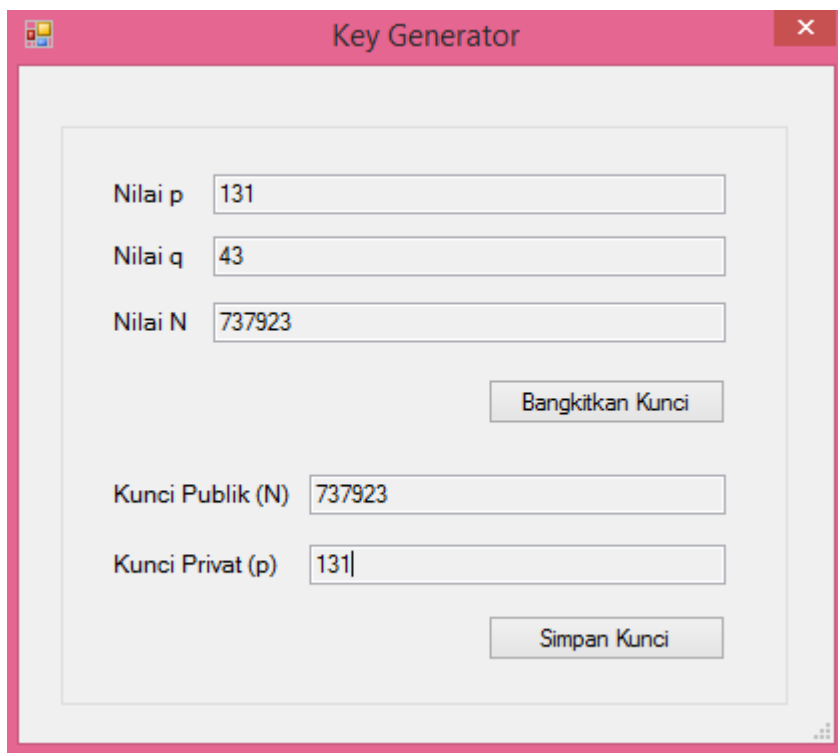 Key Generator
Nilai p 131
Nilai q 43
Nilai N 737923
Bangkitkan Kunci
Kunci Publik (N) 737923
Kunci Privat (p) 131
Simpan Kunci